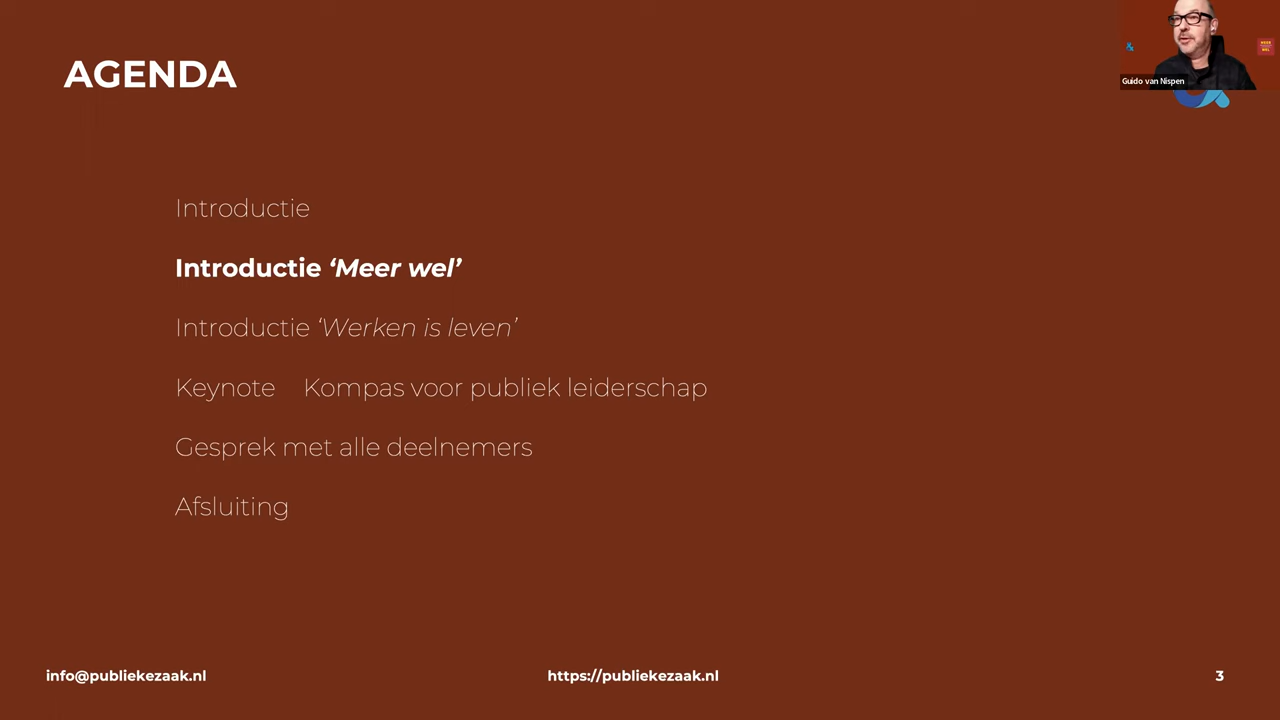 AGENDA
Guido van Nispen
Introductie
Introductie ‘Meer wel’
Introductie ‘Werken is leven’
Keynote Kompas voor publiek leiderschap
Gesprek met alle deelnemers
Afsluiting
info@publiekezaak.nl
https://publiekezaak.nl
3